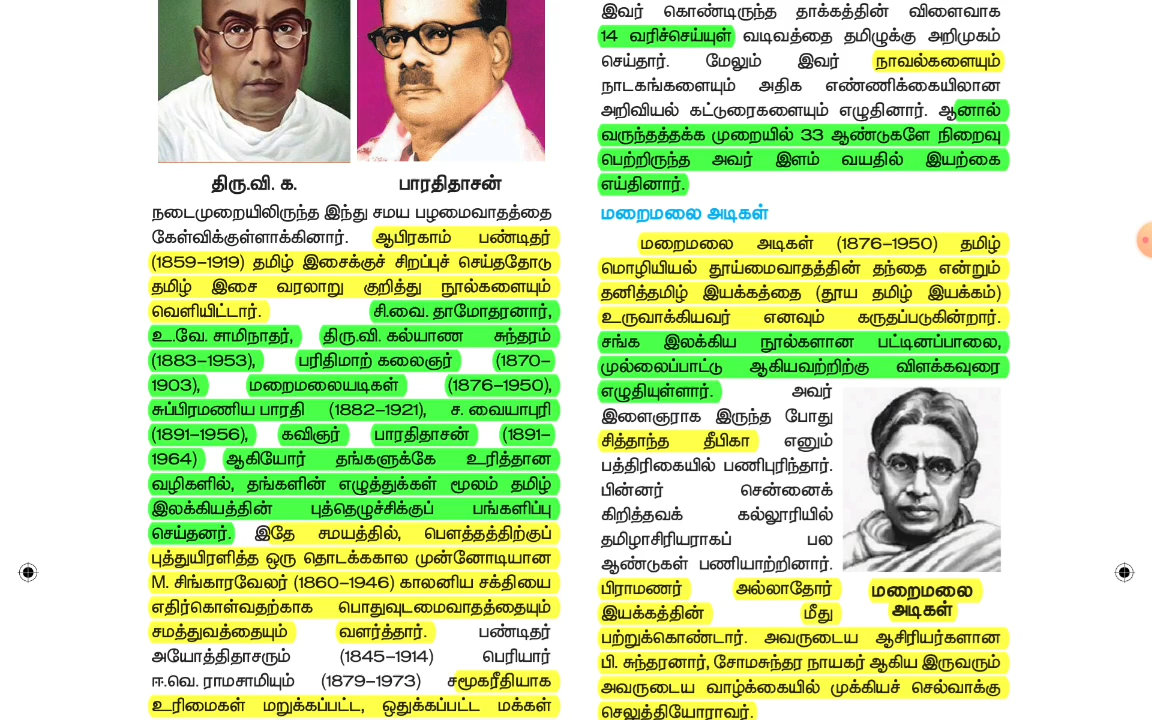 திரு.வி. க.
பாரதிதாசன்
நடைமுறையிலிருந்த இந்து சமய பழமைவாதத்தை
கேள்விக்குள்ளாக்கினார். ஆபிரகாம் பண்டிதர்
(1859–1919) தமிழ் இசைக்குச் சிறப்புச் செய்ததோடு
தமிழ் இசை வரலாறு குறித்து நூல்களையும்
வெளியிட்டார். சி.வை. தாமோதரனார்,
உ.வே. சாமிநாதர், திரு.வி. கல்யாண சுந்தரம்
(1883–1953), பரிதிமாற் கலைஞர் (1870–
1903), மறைமலையடிகள் (1876–1950),
சுப்பிரமணிய பாரதி (1882–1921), ச. வையாபுரி
(1891–1956), கவிஞர் பாரதிதாசன் (1891–
1964) ஆகியோர் தங்களுக்கே உரித்தான
வழிகளில், தங்களின் எழுத்துக்கள் மூலம் தமிழ்
இலக்கியத்தின் புத்தெழுச்சிக்குப் பங்களிப்பு
செய்தனர். இதே சமயத்தில், பௌத்தத்திற்குப்
புத்துயிரளித்த ஒரு தொடக்ககால முன்னோடியான
M. சிங்காரவேலர் (1860–1946) காலனிய சக்தியை
எதிர்கொள்வதற்காக பொதுவுடமைவாதத்தையும்
சமத்துவத்தையும் வளர்த்தார். பண்டிதர்
அயோத்திதாசரும் (1845–1914) பெரியார்
ஈ.வெ. ராமசாமியும் (1879–1973) சமூகரீதியாக
உரிமைகள் மறுக்கப்பட்ட, ஒதுக்கப்பட்ட மக்கள்
இவர் கொண்டிருந்த தாக்கத்தின் விளைவாக
14 வரிச்செய்யுள் வடிவத்தை தமிழுக்கு அறிமுகம்
செய்தார். மேலும் இவர் நாவல்களையும்
நாடகங்களையும் அதிக எண்ணிக்கையிலான
அறிவியல் கட்டுரைகளையும் எழுதினார். ஆனால்
வருந்தத்தக்க முறையில் 33 ஆண்டுகளே நிறைவு
பெற்றிருந்த அவர் இளம் வயதில் இயற்கை
எய்தினார்.
மறைமலை அடிகள்
மறைமலை அடிகள் (1876–1950) தமிழ்
மொழியியல் தூய்மைவாதத்தின் தந்தை என்றும்
தனித்தமிழ் இயக்கத்தை (தூய தமிழ் இயக்கம்)
உருவாக்கியவர் எனவும் கருதப்படுகின்றார்.
சங்க இலக்கிய நூல்களான பட்டினப்பாலை,
முல்லைப்பாட்டு ஆகியவற்றிற்கு விளக்கவுரை
எழுதியுள்ளார். அவர்
இளைஞராக இருந்த போது
சித்தாந்த தீபிகா எனும்
பத்திரிகையில் பணிபுரிந்தார்.
பின்னர் சென்னைக்
கிறித்தவக் கல்லூரியில்
தமிழாசிரியராகப் பல
ஆண்டுகள் பணியாற்றினார்.
பிராமணர் அல்லாதோர்
இயக்கத்தின் மீது
மறைமலை
அடிகள்
பற்றுக்கொண்டார். அவருடைய ஆசிரியர்களான
பி. சுந்தரனார், சோமசுந்தர நாயகர் ஆகிய இருவரும்
அவருடைய வாழ்க்கையில் முக்கியச் செல்வாக்கு
செலுத்தியோராவர்.